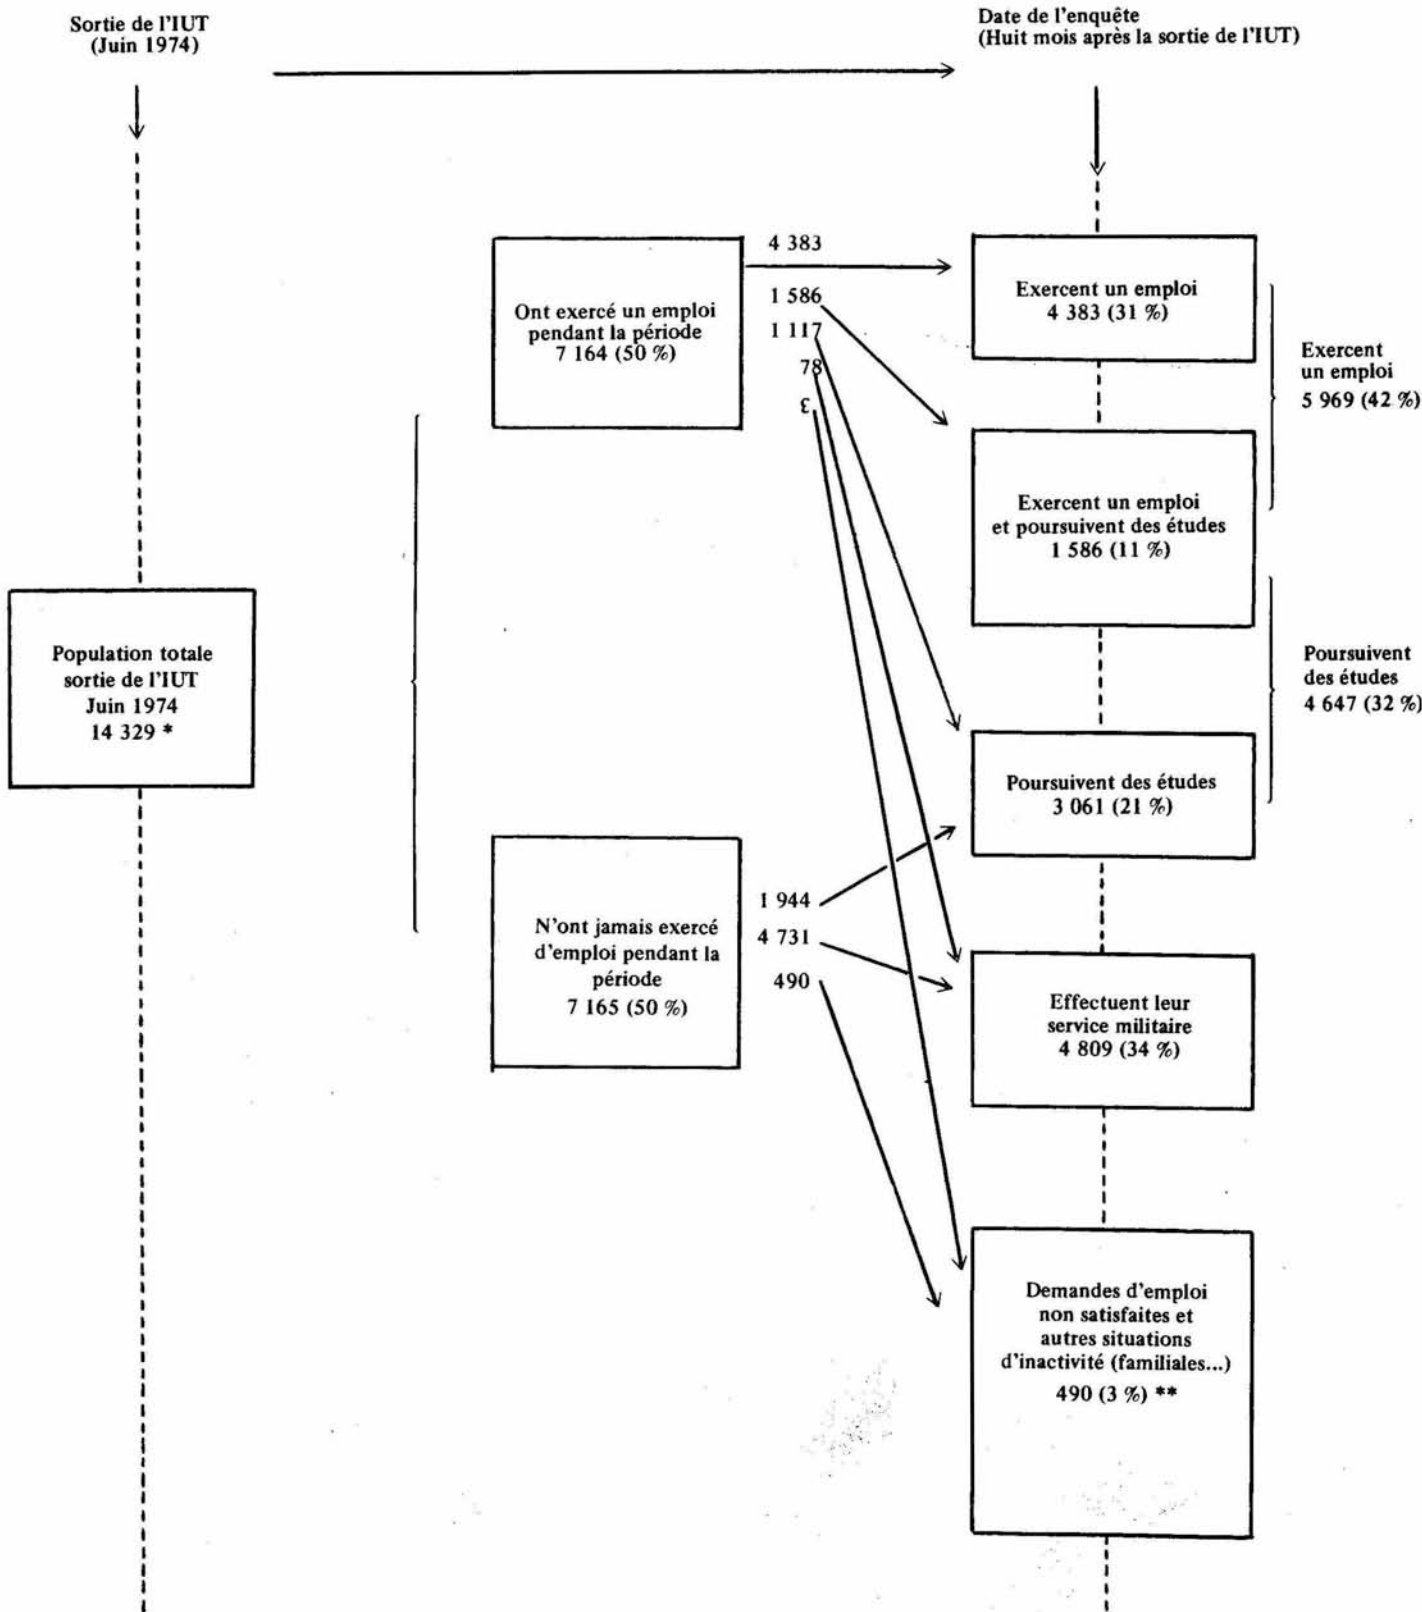 Sortie de l'IUT
(Juin 1974)
Date de l'enquête
(Huit mois après la sortie de l'IUT)
Population totale
sortie de l'IUT
Juin 1974
14 329 *
Ont exercé un emploi
pendant la période
7 164 (50 %)
4 383
1 586
1 117
78
£
N'ont jamais exercé
d'emploi pendant la
période
7 165 (50 %)
1 944
4 731
490
Exercent un emploi
4 383 (31 %)
Exercent un emploi
et poursuivent des études
1 586 (11 %)
Poursuivent des études
3 061 (21 %)
Effectuent leur
service militaire
4 809 (34 %)
Demandes d'emploi
non satisfaites et
autres situations
d'inactivité (familiales...)
490 (3 %) **
Exercent
un emploi
5 969 (42 %)
Poursuivent
des études
4 647 (32 %)